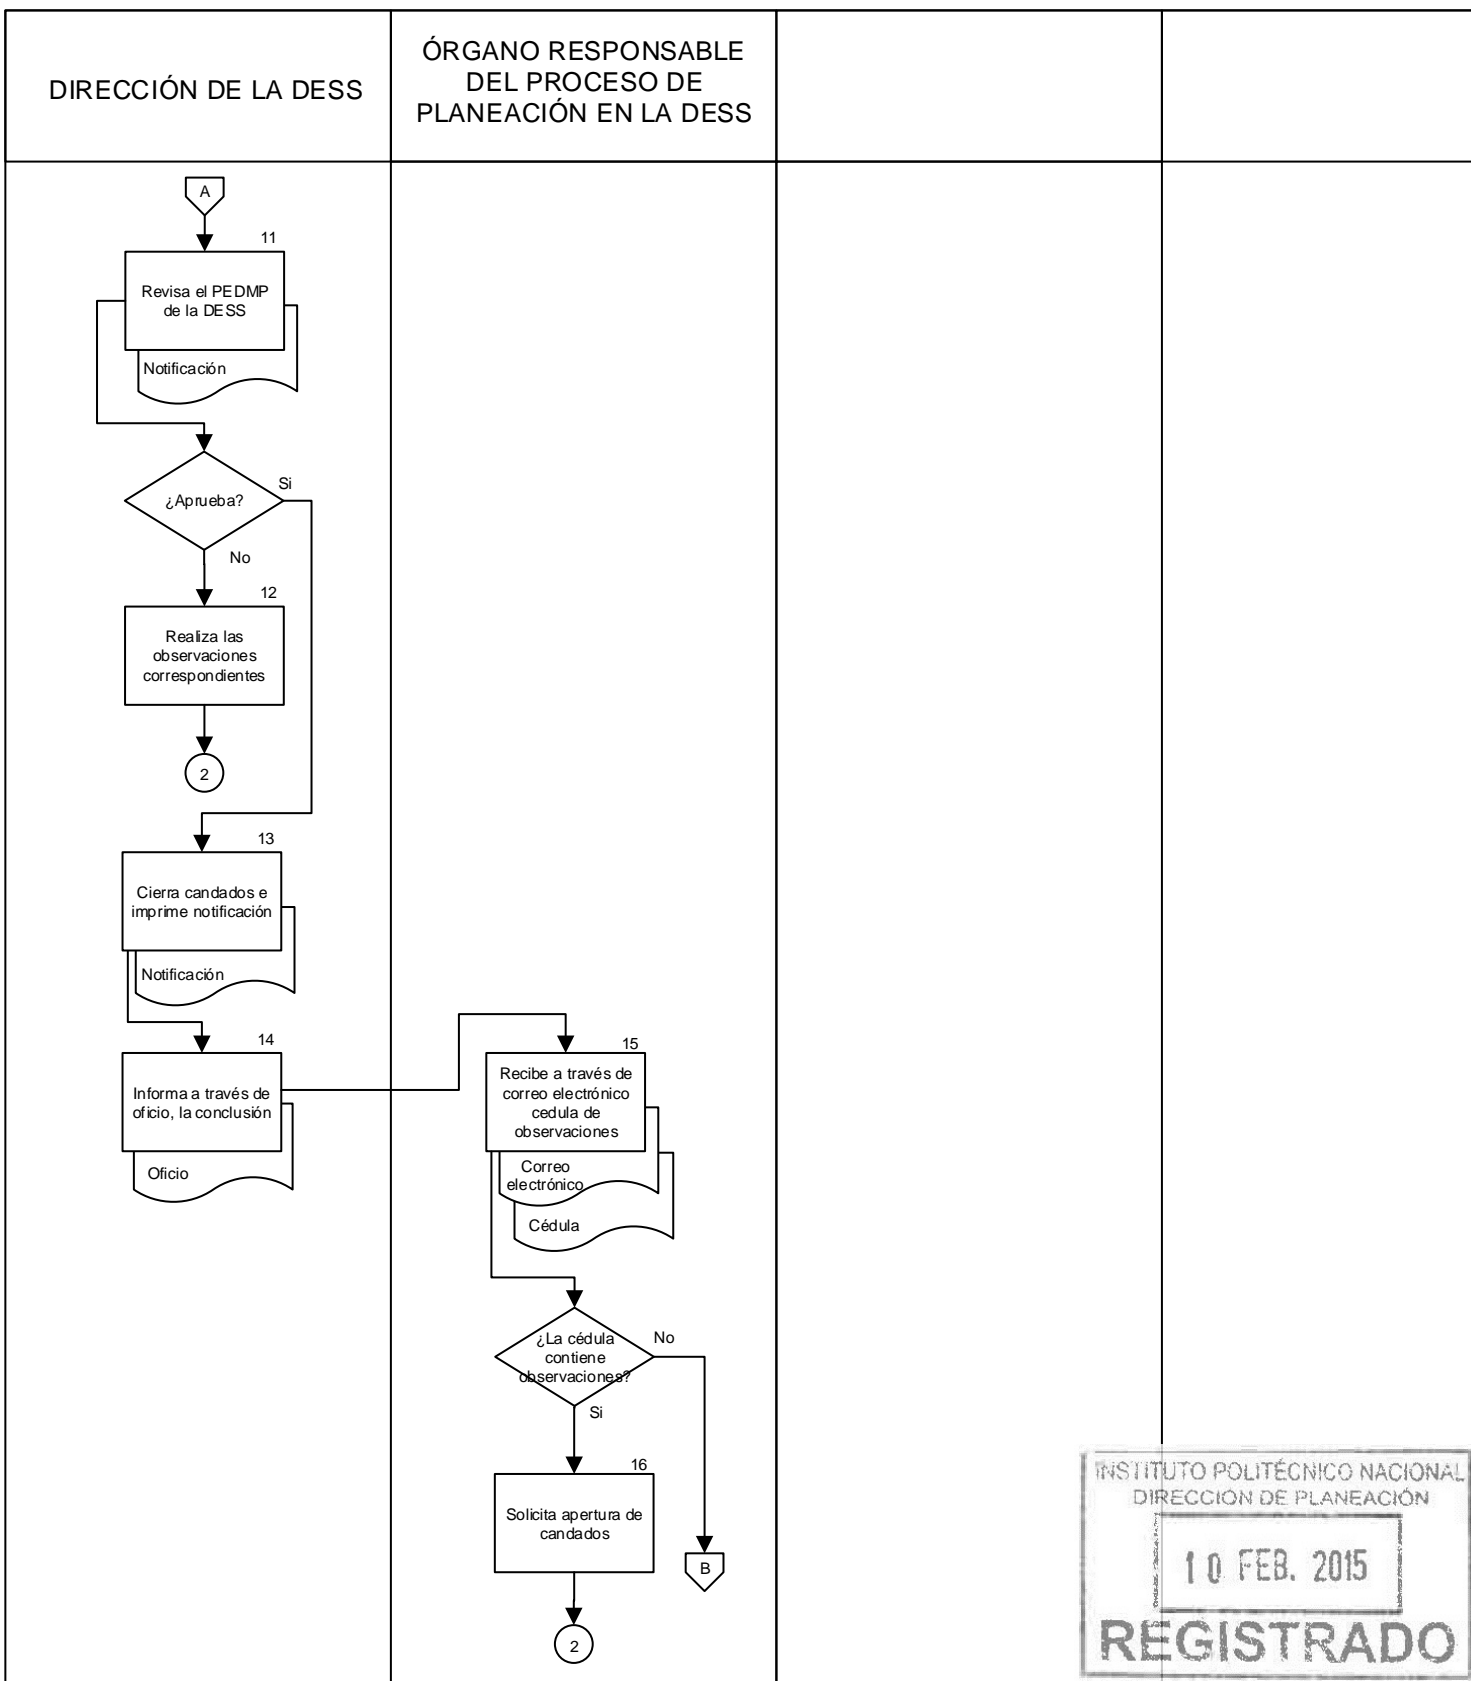 DIRECCIÓN DE LA DESS
ÓRGANO RESPONSABLE
DEL PROCESO DE
PLANEACIÓN EN LA DESS
A
11
Revisa el PEDMP
de la DESS
Notificación
¿Aprueba?
Si
No
12
Realiza las
observaciones
correspondientes
2
13
Cierra candados e
imprime notificación
Notificación
14
Informa a través de
oficio, la conclusión
Oficio
15
Recibe a través de
correo electrónico
cedula de
observaciones
Correo
electrónico
Cédula
¿La cédula
contiene
observaciones?
No
Si
16
Solicita apertura de
candados
B
2
INSTITUTO POLITÉCNICO NACIONAL
DIRECCION DE PLANEACIÓN
10 FEB. 2015
REGISTRADO